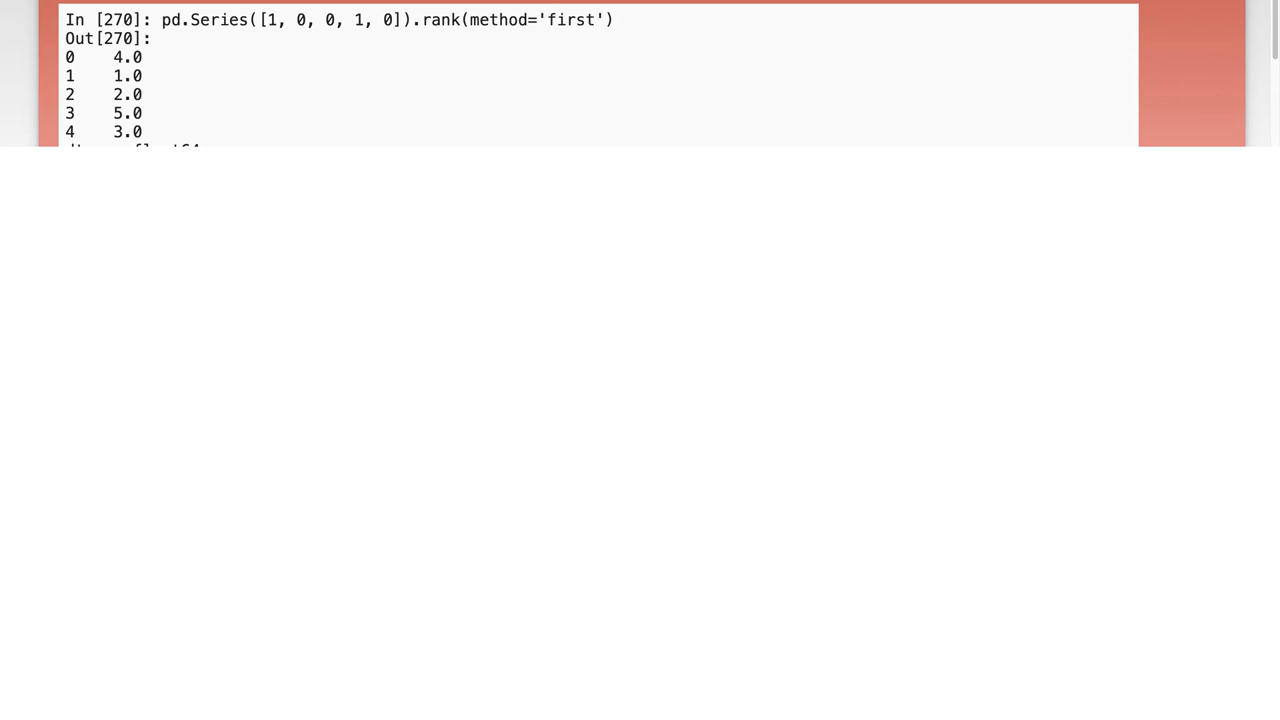 In [270]: pd.Series([1, 0, 0, 1, 0]).rank(method='first')
Out[270]:
0    4.0
1    1.0
2    2.0
3    5.0
4    3.0